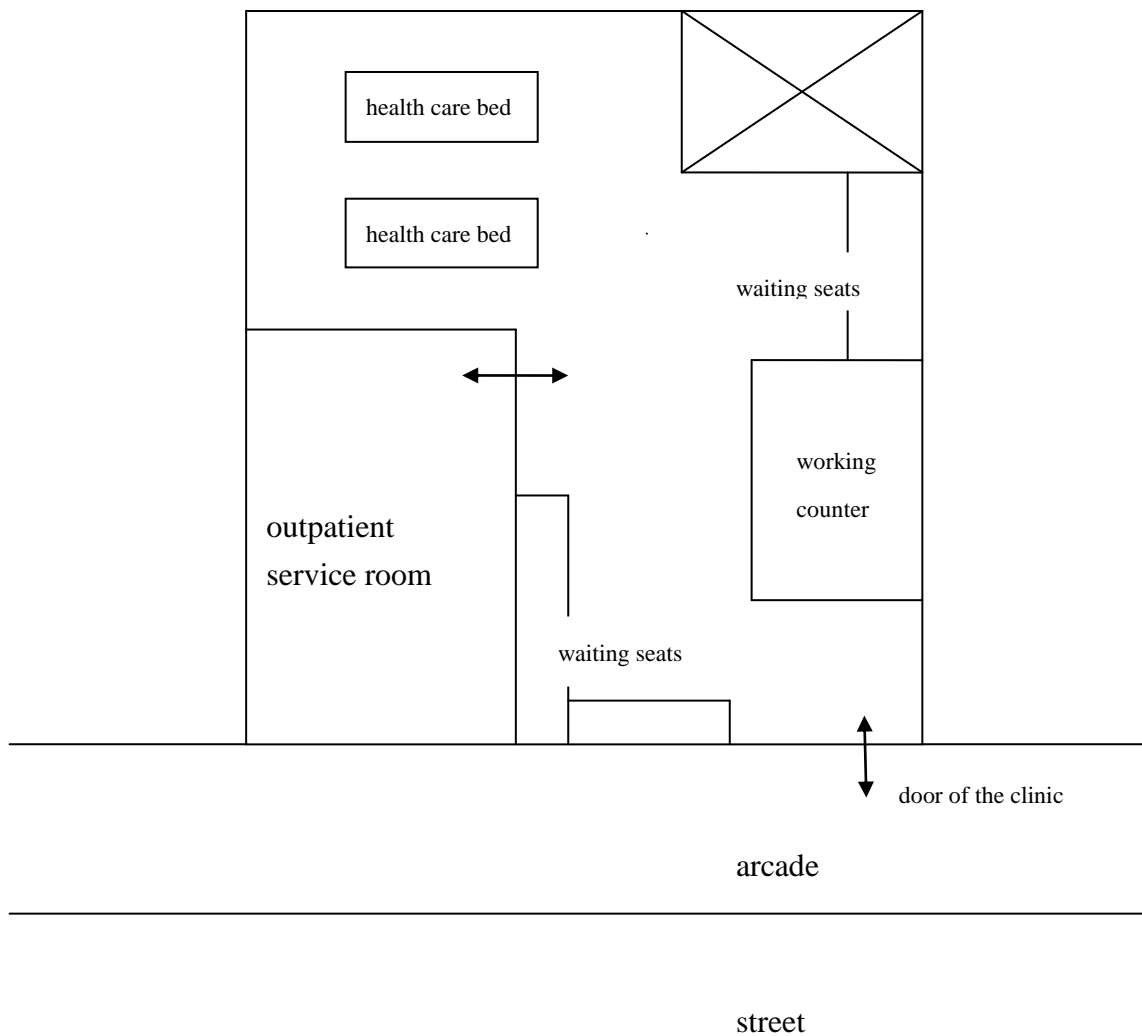 health care bed
health care bed
waiting seats
working
counter
outpatient
service room
waiting seats
door of the clinic
arcade
street